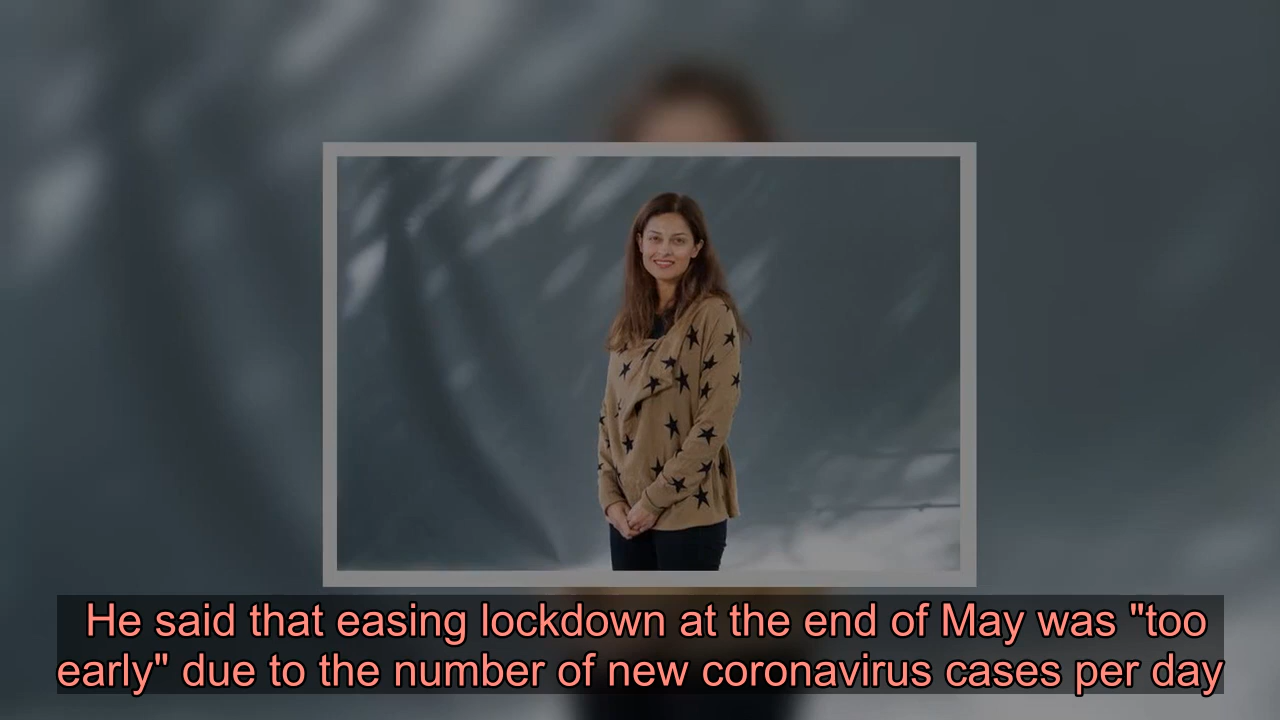 He said that easing lockdown at the end of May was "too
early" due to the number of new coronavirus cases per day